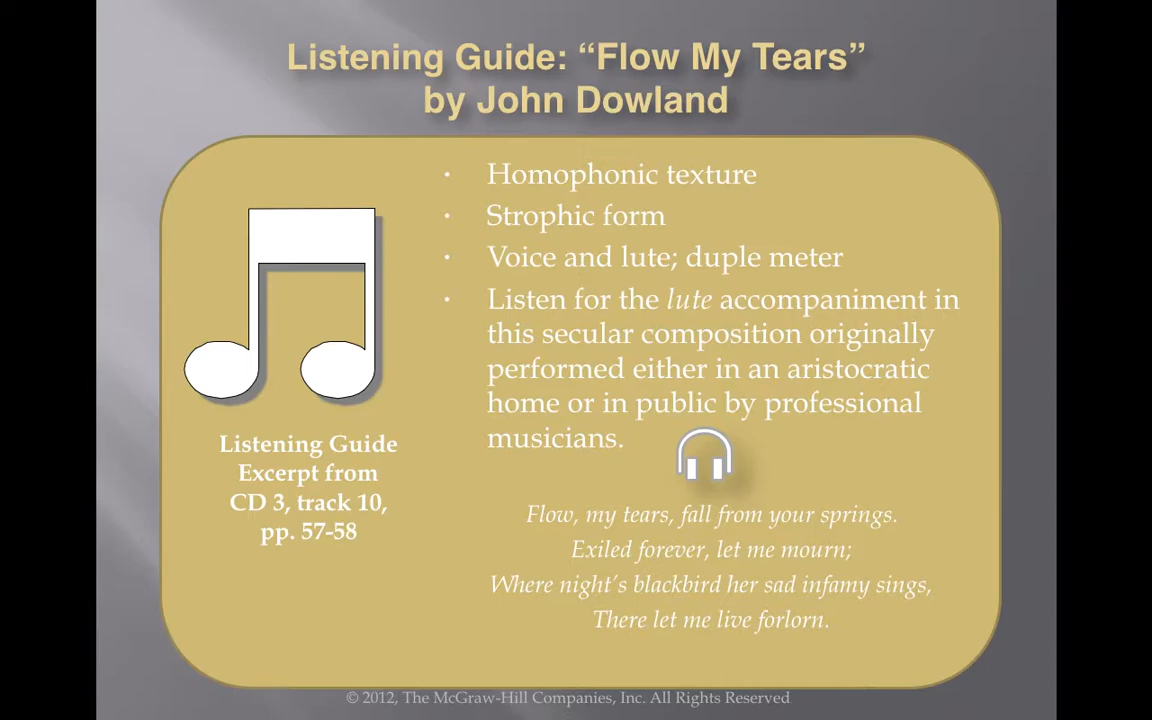 Listening Guide: “Flow My Tears”
by John Dowland
• Homophonic texture
• Strophic form
• Voice and lute; duple meter
• Listen for the lute accompaniment in
this secular composition originally
performed either in an aristocratic
home or in public by professional
musicians.
Listening Guide
Excerpt from
CD 3, track 10,
pp. 57-58
Flow, my tears, fall from your springs.
Exiled forever, let me mourn;
Where night’s blackbird her sad infamy sings,
There let me live forlorn.
© 2012, The McGraw-Hill Companies, Inc. All Rights Reserved